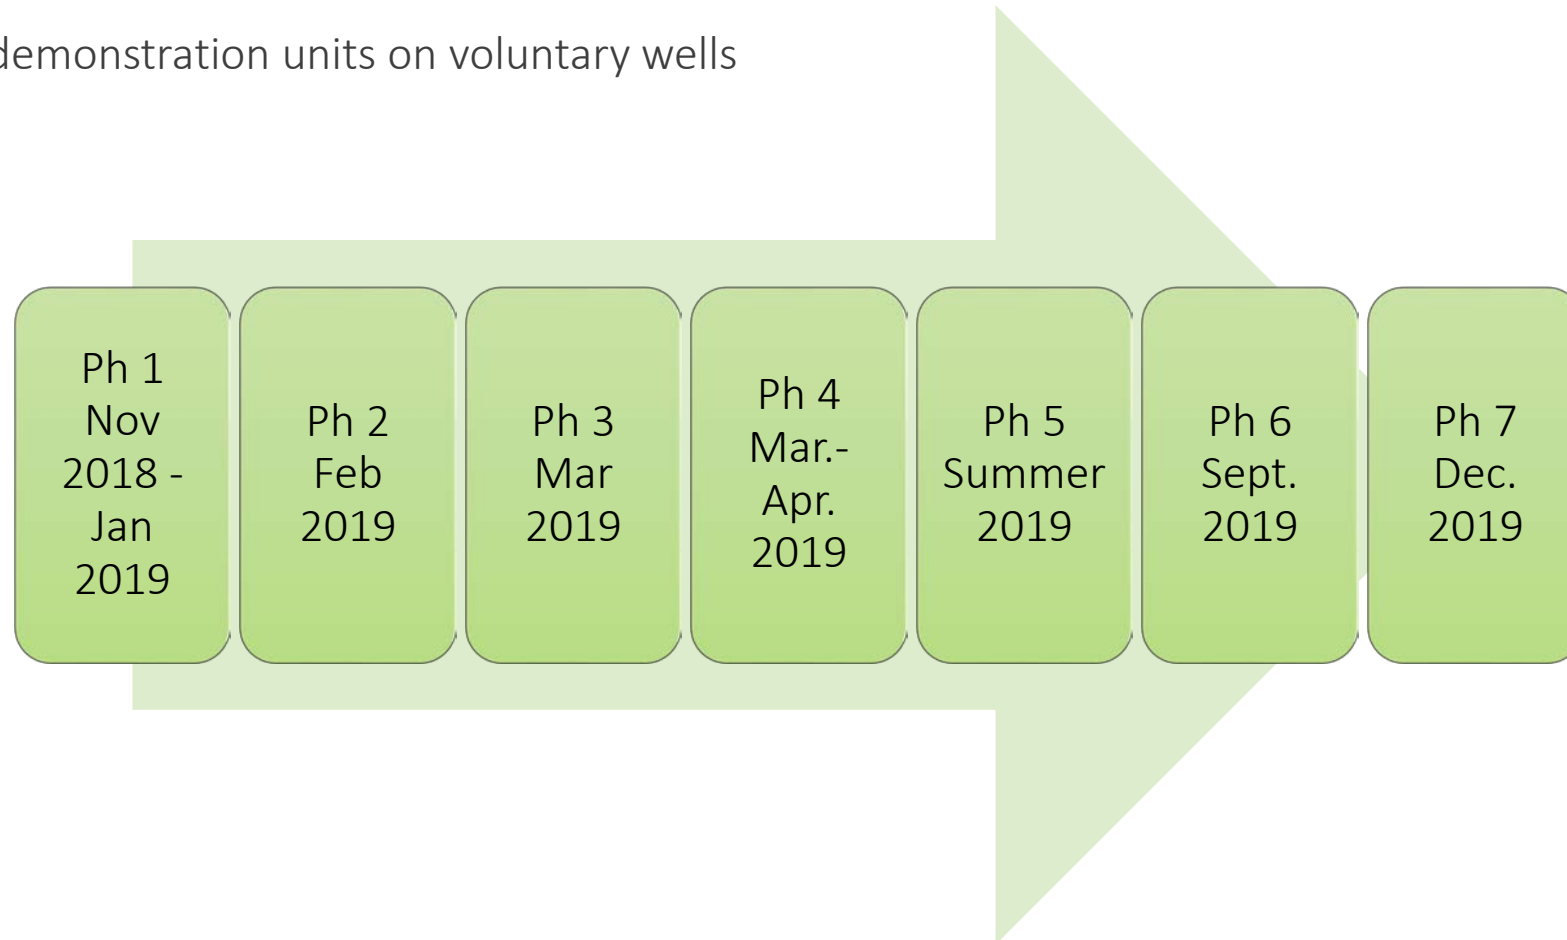 demonstration units on voluntary wells
Ph 1
Nov
2018 -
Jan
2019
Ph 2
Feb
2019
Ph 3
Mar
2019
Ph 4
Mar.-
Apr.
2019
Ph 5
Summer
2019
Ph 6
Sept.
2019
Ph 7
Dec.
2019